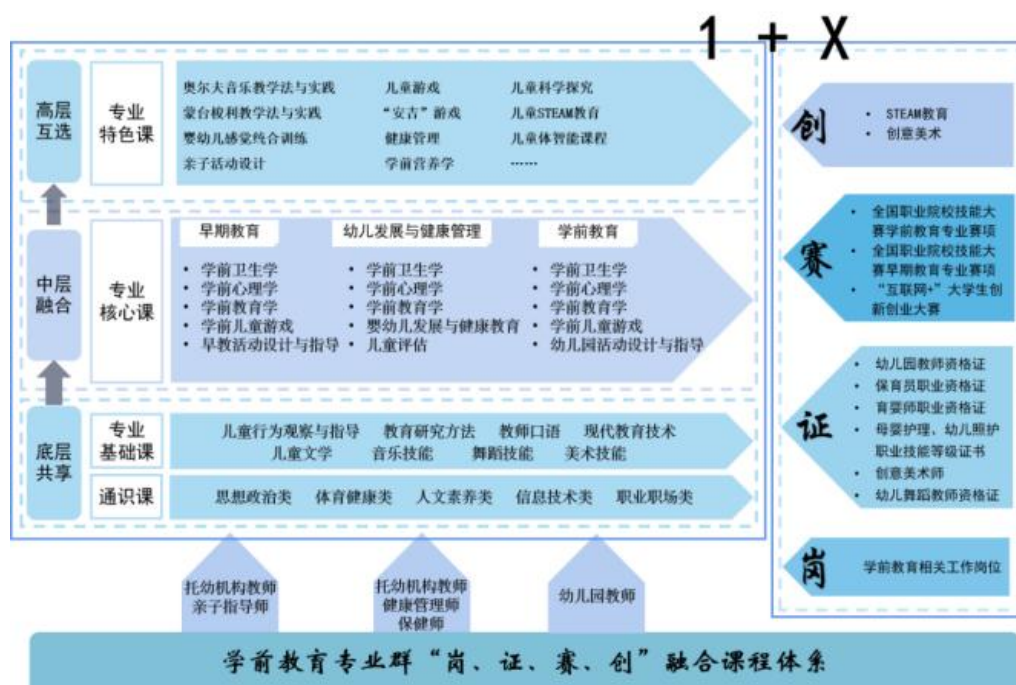 1 + X
高层
互选
专业
特色课
奥尔夫音乐教学法与实践
儿童游戏
儿童科学探究
蒙台梭利教学法与实践
“安吉”游戏
儿童STEAM教育
婴幼儿感觉统合训练
健康管理
儿童体智能课程
亲子活动设计
学前营养学
……
中层
融合
专业
核心课
早期教育
• 学前卫生学
• 学前心理学
• 学前教育学
• 学前儿童游戏
• 早教活动设计与指导
幼儿发展与健康管理
• 学前卫生学
• 学前心理学
• 学前教育学
• 婴幼儿发展与健康教育
• 儿童评估
学前教育
• 学前卫生学
• 学前心理学
• 学前教育学
• 学前儿童游戏
• 幼儿园活动设计与指导
底层
共享
专业
基础课
儿童行为观察与指导 教育研究方法 教师口语 现代教育技术
儿童文学 音乐技能 舞蹈技能 美术技能
通识课
思想政治类 体育健康类 人文素养类 信息技术类 职业职场类
创
• STEAM教育
• 创意美术
赛
• 全国职业院校技能大
赛学前教育专业赛项
• 全国职业院校技能大
赛早期教育专业赛项
• “互联网+”大学生创
新创业大赛
证
• 幼儿园教师资格证
• 保育员职业资格证
• 育婴师职业资格证
• 母婴护理、幼儿照护
职业技能等级证书
• 创意美术师
• 幼儿舞蹈教师资格证
岗
学前教育相关工作岗位
托幼机构教师
亲子指导师
托幼机构教师
健康管理师
保健师
幼儿园教师
学前教育专业群“岗、证、赛、创”融合课程体系